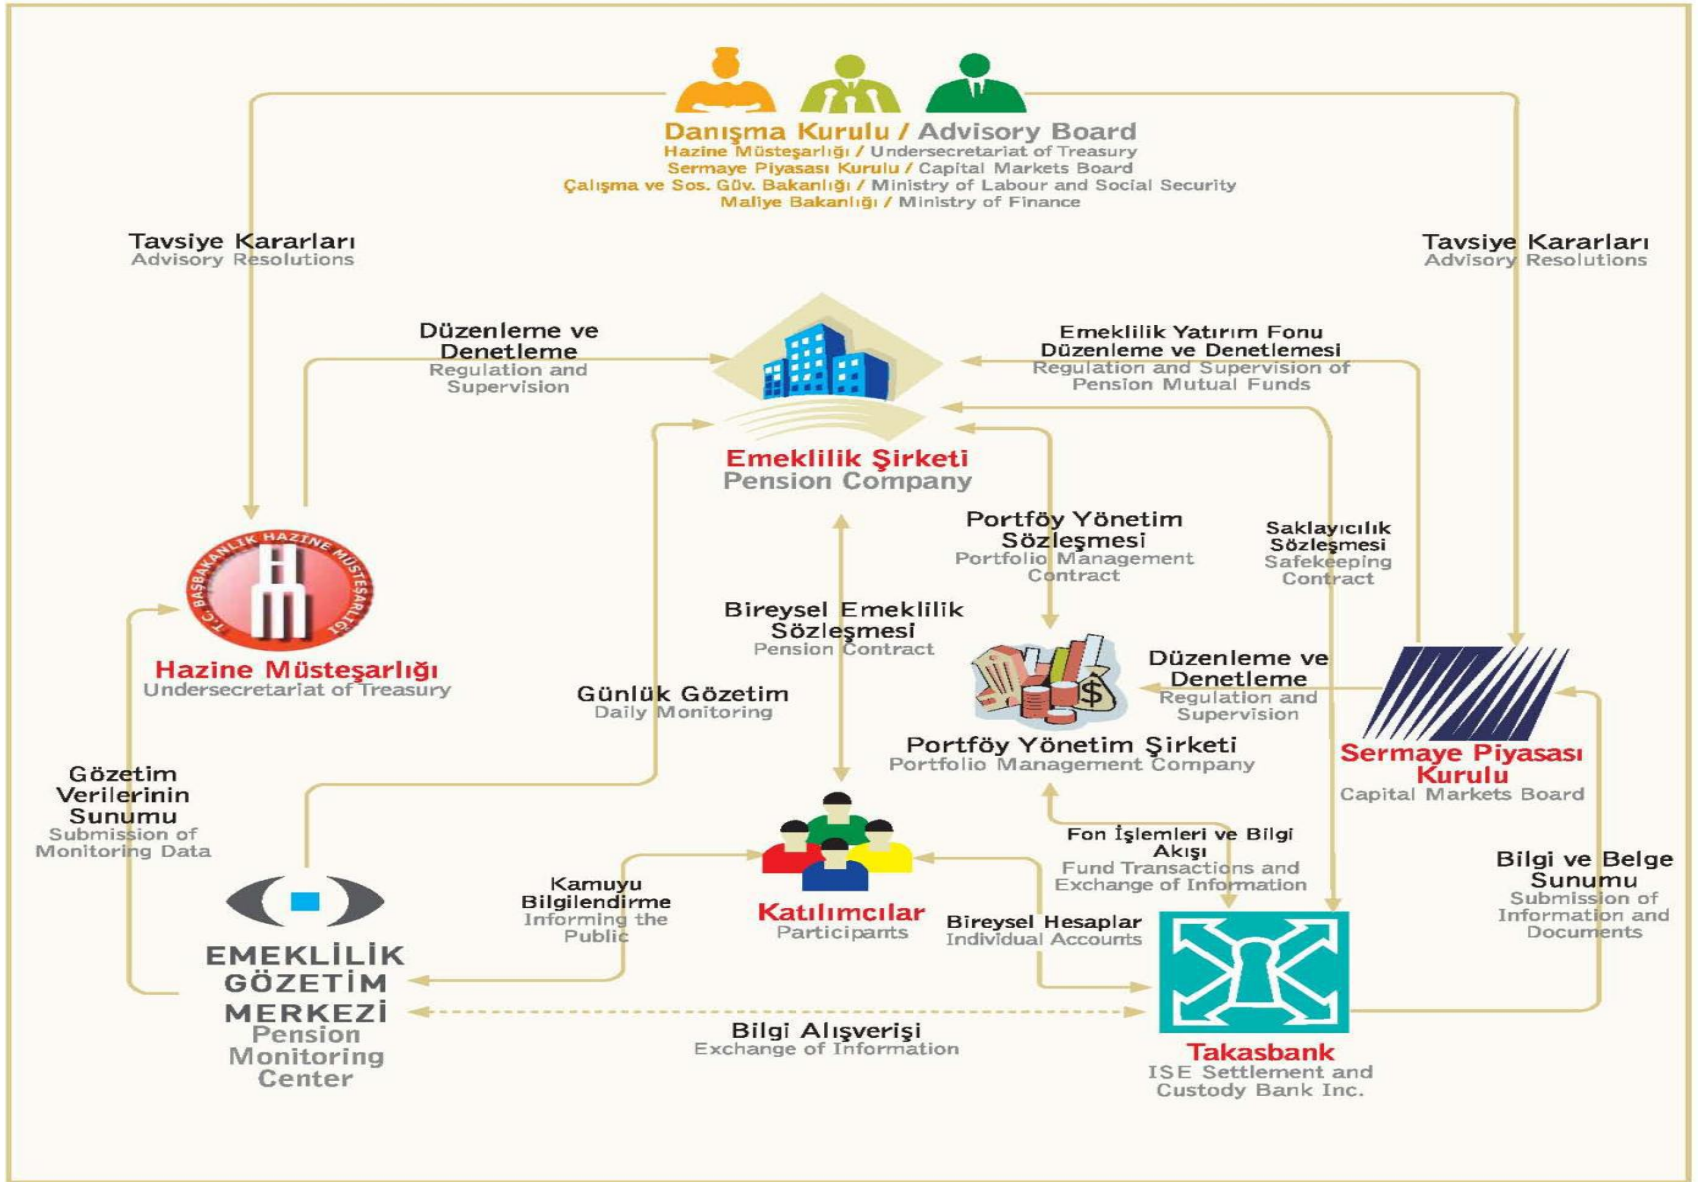 Danışma Kurulu / Advisory Board
Hazine Müsteşarlığı / Undersecretariat of Treasury
Sermaye Piyasası Kurulu / Capital Markets Board
Çalışma ve Sos. Güv. Bakanlığı / Ministry of Labour and Social Security
Maliye Bakanlığı / Ministry of Finance
Tavsiye Kararları
Advisory Resolutions
Tavsiye Kararları
Advisory Resolutions
Düzenleme ve
Denetleme
Regulation and
Supervision
Emeklilik Yatırım Fonu
Düzenleme ve Denetlemesi
Regulation and Supervision of
Pension Mutual Funds
Emeklilik Şirketi
Pension Company
Portföy Yönetim
Sözleşmesi
Portfolio Management
Contract
Saklayıcılık
Sözleşmesi
Safekeeping
Contract
T.C. BAŞBAKANLIK HAZİNE MÜSTEŞARLIĞI
Hazine Müsteşarlığı
Undersecretariat of Treasury
Bireysel Emeklilik
Sözleşmesi
Pension Contract
Günlük Gözetim
Daily Monitoring
$
Portföy Yönetim Şirketi
Portfolio Management Company
Düzenleme ve
Denetleme
Regulation and
Supervision
Sermaye Piyasası
Kurulu
Capital Markets Board
Gözetim
Verilerinin
Sunumu
Submission of
Monitoring Data
Kamuyu
Bilgilendirme
Informing the
Public
Katılımcılar
Participants
Fon İşlemleri ve Bilgi
Akışı
Fund Transactions and
Exchange of Information
Bireysel Hesaplar
Individual Accounts
Bilgi ve Belge
Sunumu
Submission of
Information and
Documents
EMEKLİLİK
GÖZETİM
MERKEZİ
Pension
Monitoring
Center
Bilgi Alışverişi
Exchange of Information
Takasbank
ISE Settlement and
Custody Bank Inc.